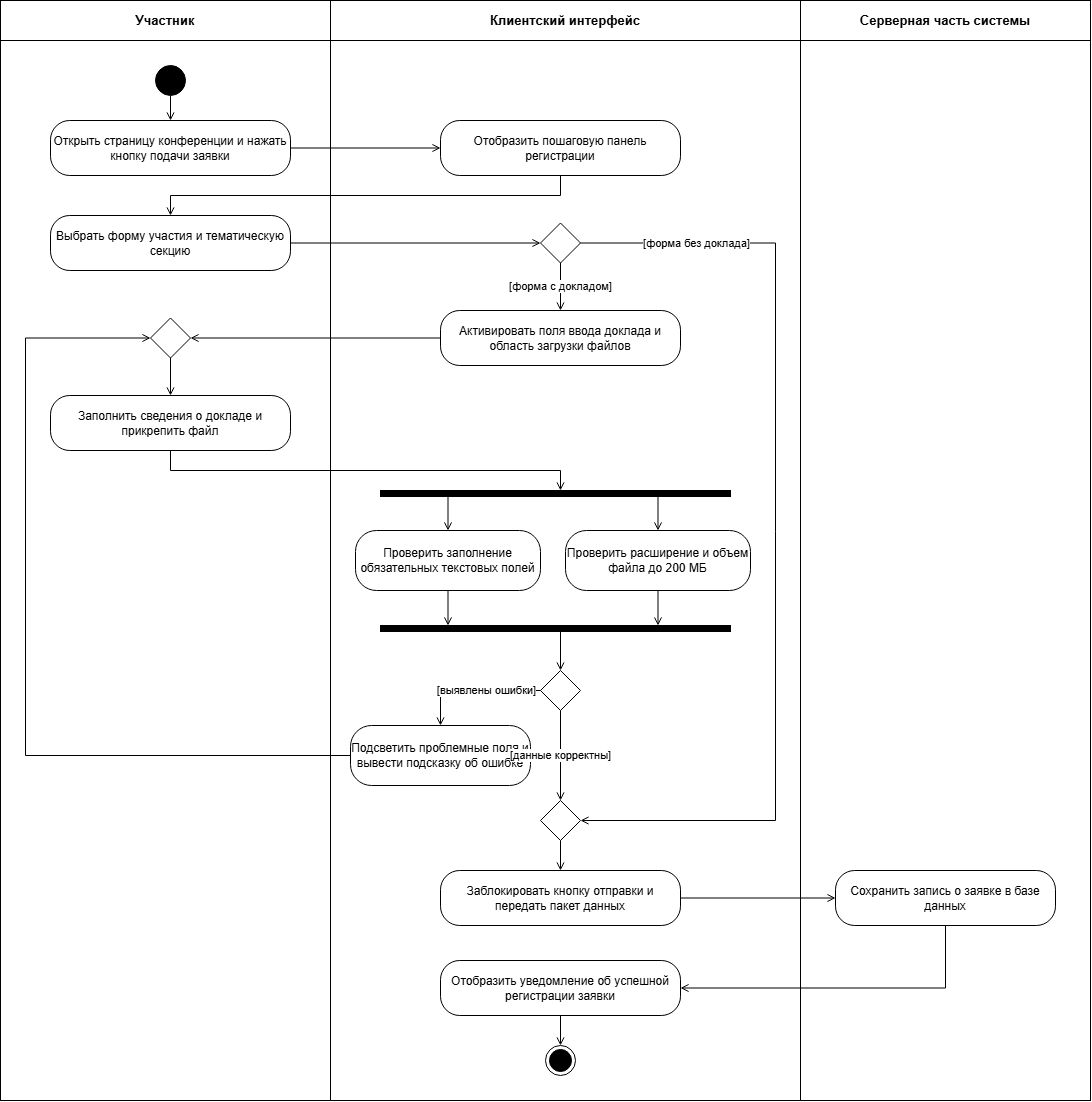 Участник
Клиентский интерфейс
Серверная часть системы
Открыть страницу конференции и нажать
кнопку подачи заявки
Отобразить пошаговую панель
регистрации
Выбрать форму участия и тематическую
секцию
[форма без доклада]
[форма с докладом]
Активировать поля ввода доклада и
область загрузки файлов
Заполнить сведения о докладе и
прикрепить файл
Проверить заполнение
обязательных текстовых полей
Проверить расширение и объем
файла до 200 МБ
[выявлены ошибки]
Подсветить проблемные поля и
вывести подсказку об ошибке
[данные корректны]
Заблокировать кнопку отправки и
передать пакет данных
Сохранить запись о заявке в базе
данных
Отобразить уведомление об успешной
регистрации заявки